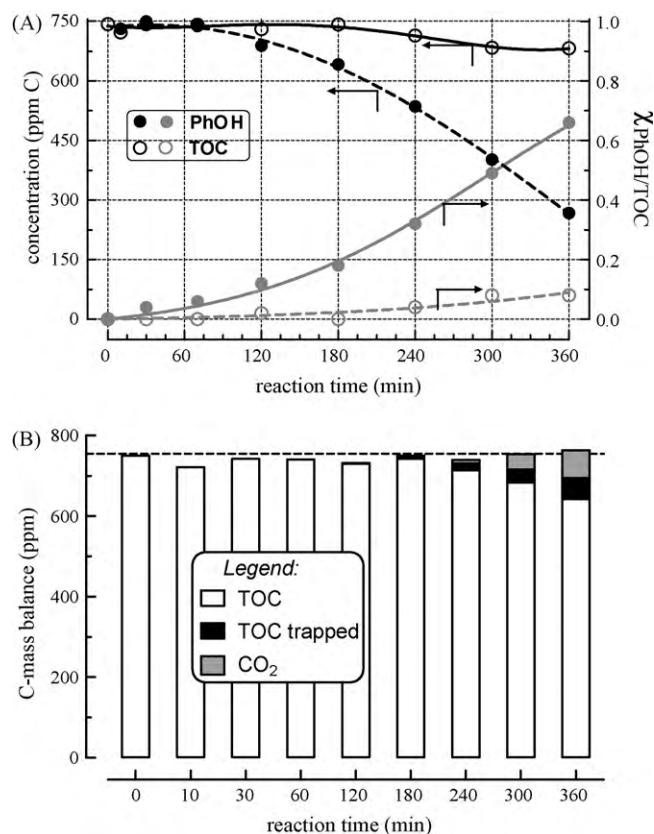 (A)
750
600
450
300
150
0
concentration (ppm C)
PhOH
TOC
1.0
0.8
0.6
0.4
0.2
0.0
χPhOH/TOC
0 60 120 180 240 300 360
reaction time (min)
(B)
800
600
400
200
0
C-mass balance (ppm)
Legend:
TOC
TOC trapped
CO₂
0 10 30 60 120 180 240 300 360
reaction time (min)